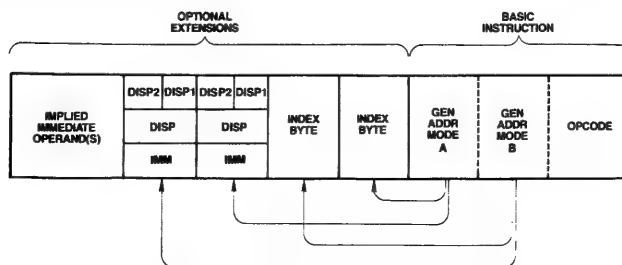 OPTIONAL
EXTENSIONS
BASIC
INSTRUCTION
IMPLIED
IMMEDIATE
OPERAND(S)
DISP2 DISP1
DISP
IMM
DISP2 DISP1
DISP
IMM
INDEX
BYTE
INDEX
BYTE
GEN
ADDR
MODE
A
GEN
ADDR
MODE
B
OPCODE